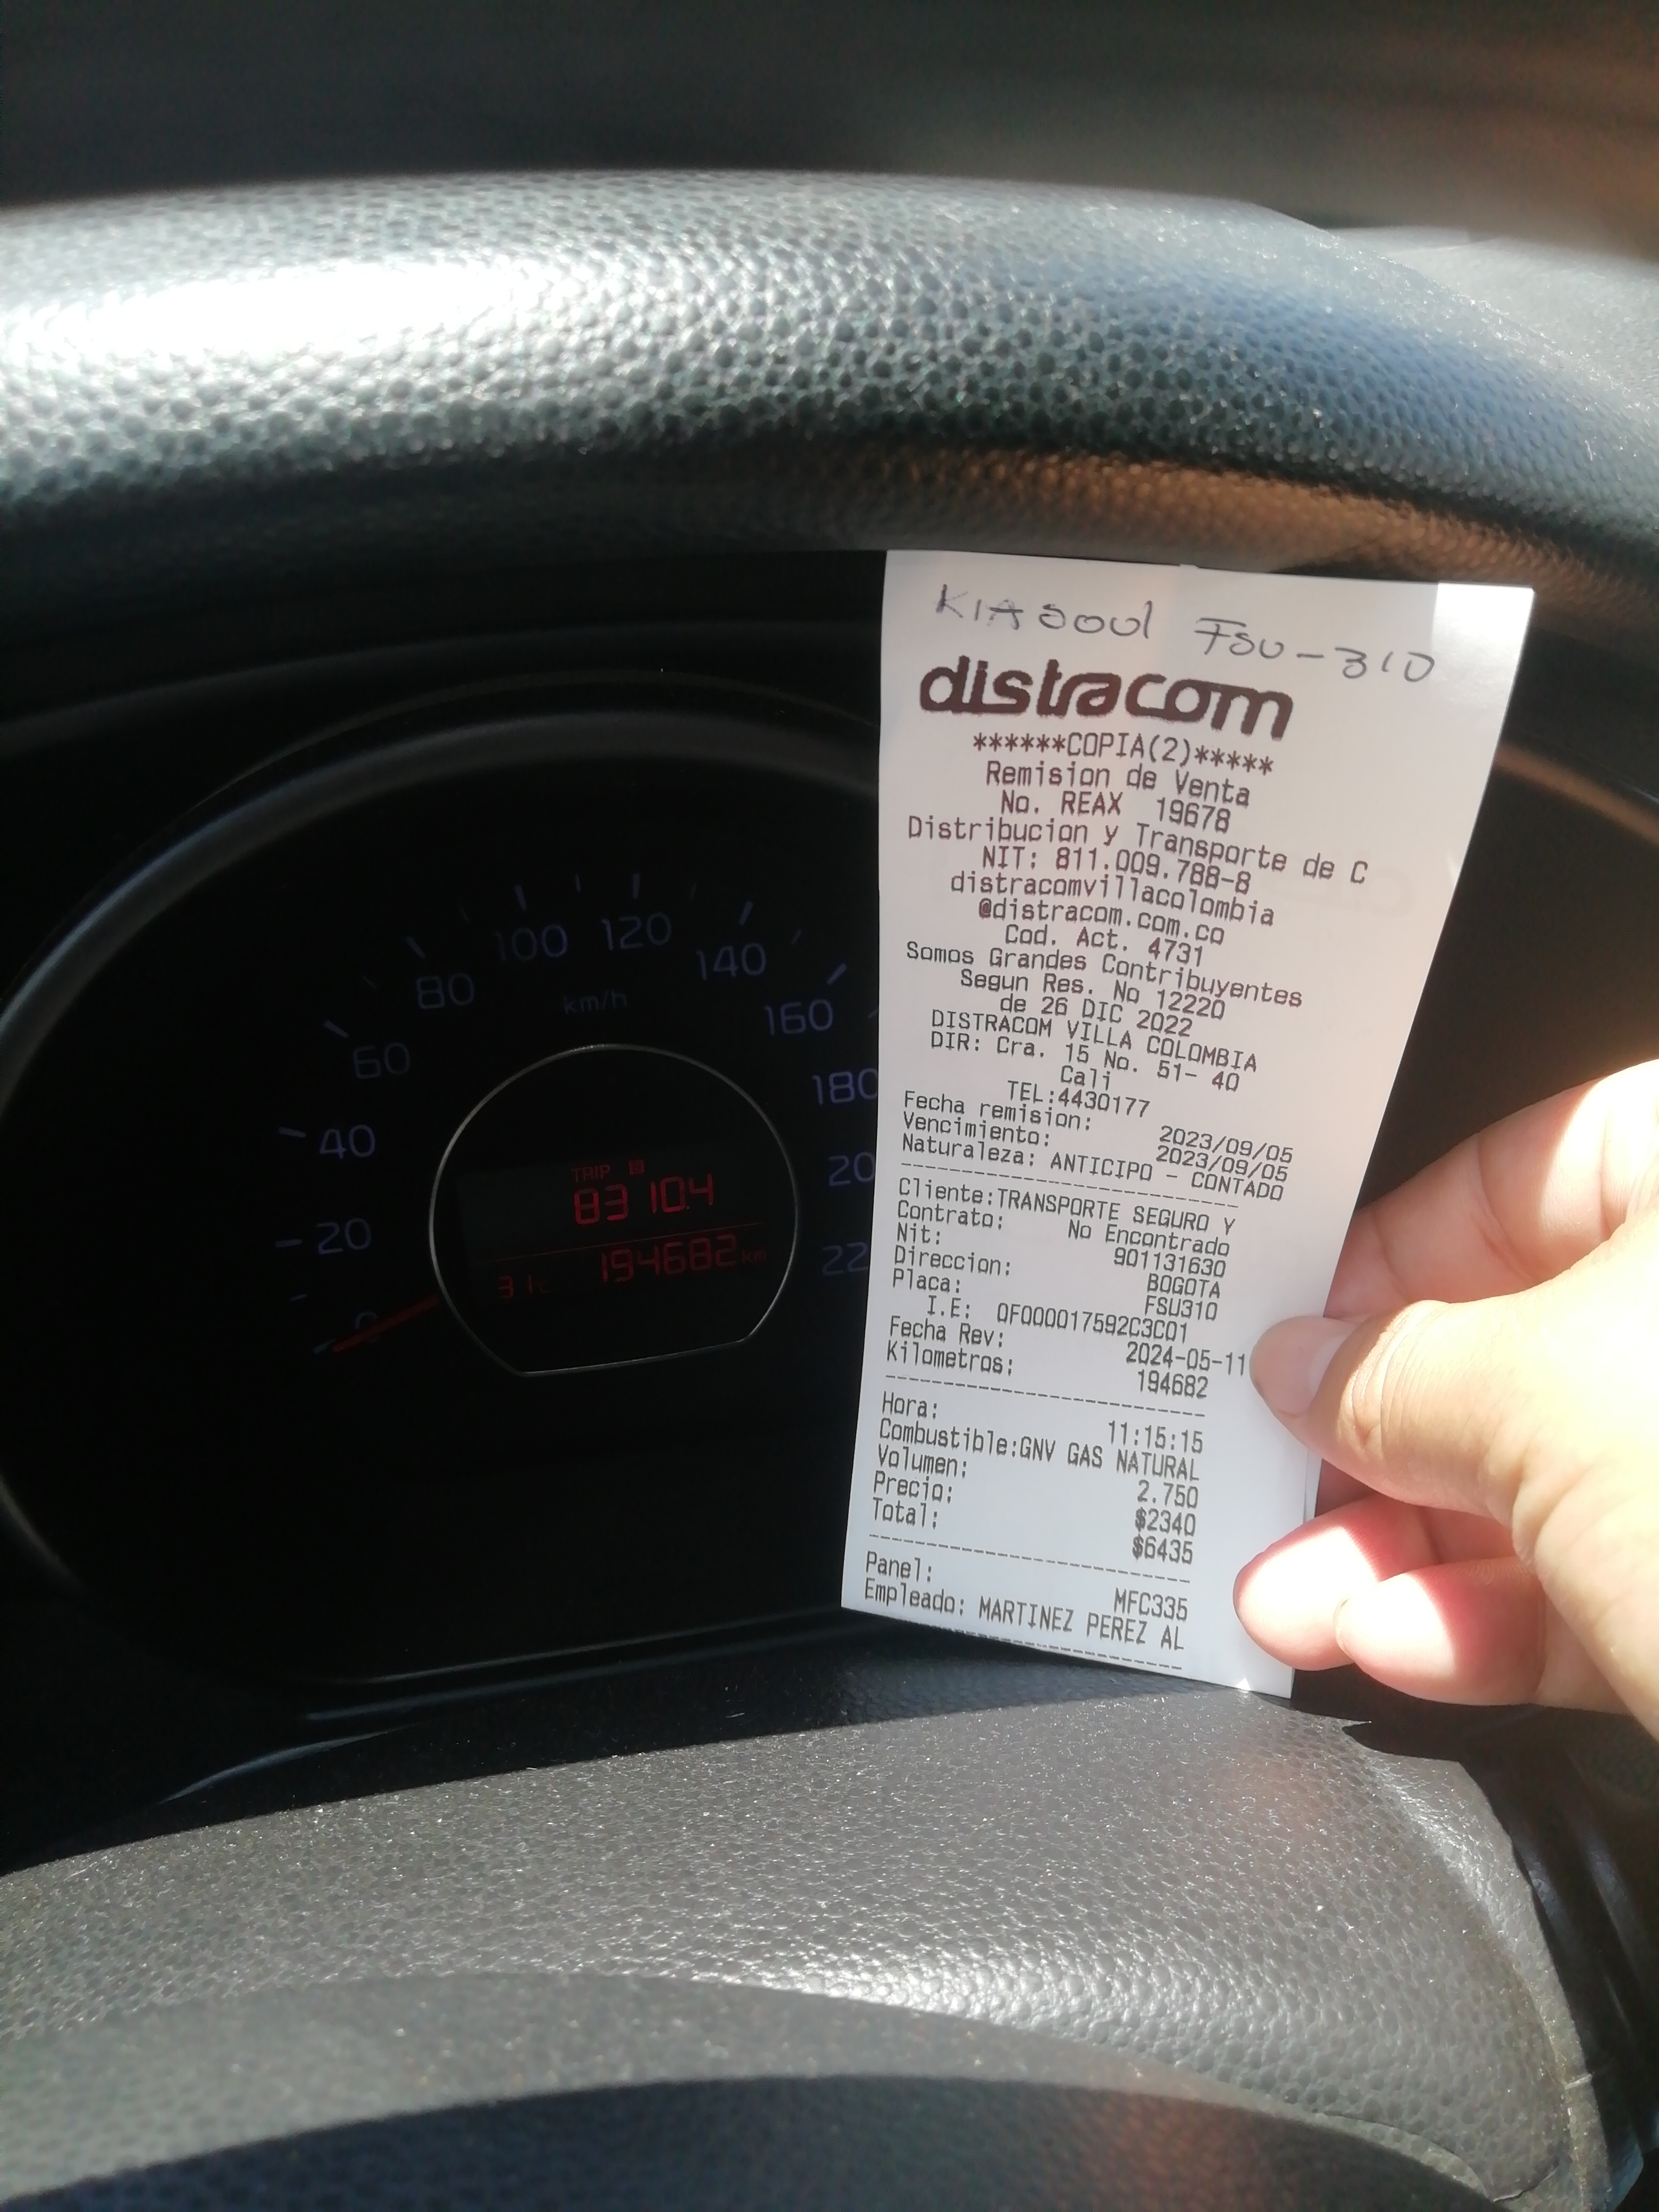 KIA soul FSU-310
distracom
******COPIA(2)*****
Remision de Venta
No. REAX 19678
Distribucion y Transporte de C
NIT: 811.009.788-8
distracomvillacolombia
@distracom.com.co
Cod. Act. 4731
Somos Grandes Contribuyentes
Segun Res. No 12220
de 26 DIC 2022
DISTRACOM VILLA COLOMBIA
DIR: Cra. 15 No. 51- 40
Cali
TEL:4430177
Fecha remision: 2023/09/05
Vencimiento: 2023/09/05
Naturaleza: ANTICIPO - CONTADO
Cliente:TRANSPORTE SEGURO Y
Contrato: No Encontrado
Nit: 901131630
Direccion: BOGOTA
Placa: FSU310
I.E: 0F000017592C3C01
Fecha Rev: 2024-05-11
Kilometros: 194682
Hora: 11:15:15
Combustible:GNV GAS NATURAL
Volumen: 2.750
Precio: $2340
Total: $6435
Panel: MFC335
Empleado: MARTINEZ PEREZ AL
0
20
40
60
80
100
120
140
160
180
20
22
km/h
TRIP B
8310.4
31°C 194682 km